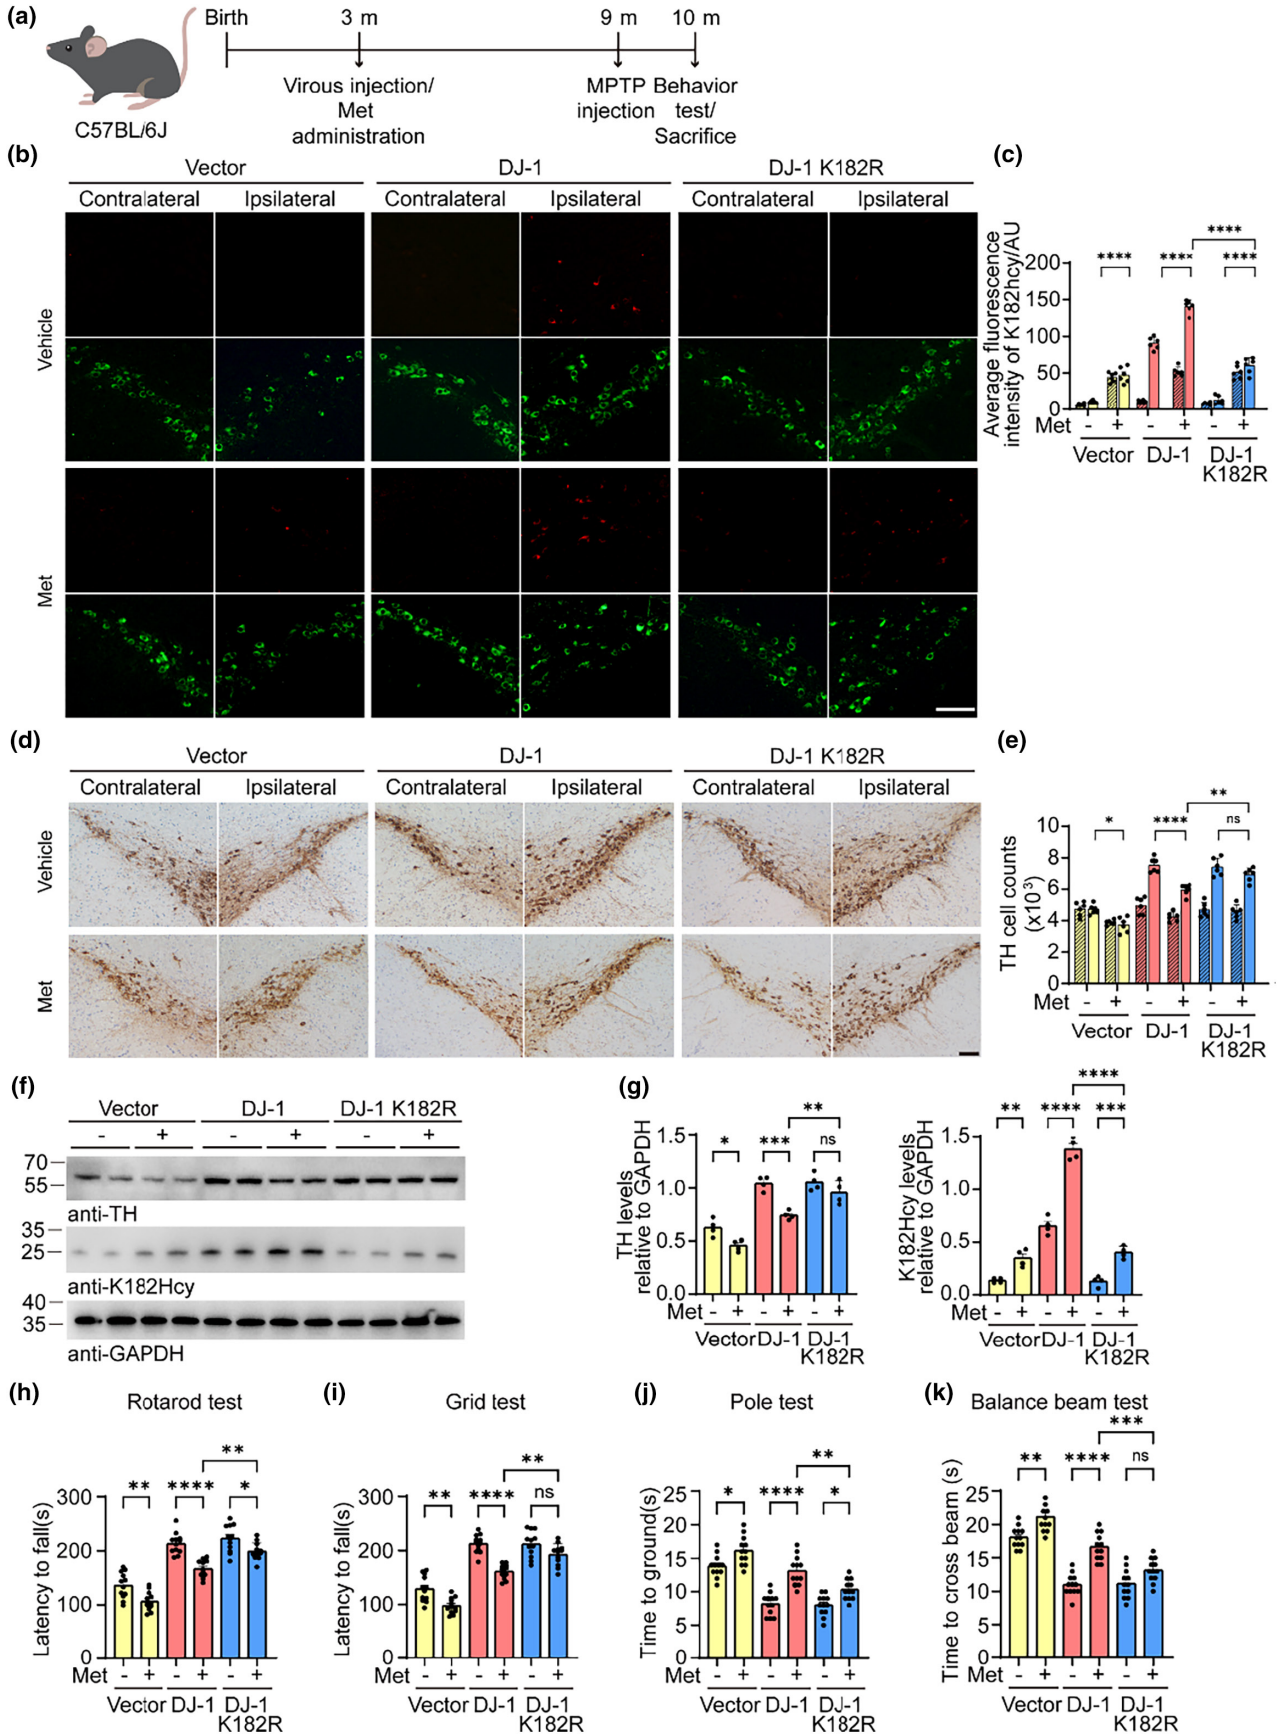 (a)
Birth 3 m 9 m 10 m
Virous injection/ MPTP Behavior
Met injection test/
administration Sacrifice
C57BL/6J
(b)
Vector DJ-1 DJ-1 K182R
Contralateral Ipsilateral Contralateral Ipsilateral Contralateral Ipsilateral
Vehicle
Met
(c)
Average fluorescence
intensity of K182hcy/AU
****
**** **** ****
200
150
100
50
0
Met - + - + - +
Vector DJ-1 DJ-1
K182R
(d)
Vector DJ-1 DJ-1 K182R
Contralateral Ipsilateral Contralateral Ipsilateral Contralateral Ipsilateral
Vehicle
Met
(e)
TH cell counts
(x10³)
**
* **** ns
10
8
6
4
2
0
Met - + - + - +
Vector DJ-1 DJ-1
K182R
(f)
Vector DJ-1 DJ-1 K182R
- + - + - +
70
55
anti-TH
35
25
anti-K182Hcy
40
35
anti-GAPDH
(g)
TH levels
relative to GAPDH
**
* *** ns
1.5
1.0
0.5
0.0
Met - + - + - +
Vector DJ-1 DJ-1
K182R
K182Hcy levels
relative to GAPDH
****
** **** ***
1.5
1.0
0.5
0.0
Met - + - + - +
Vector DJ-1 DJ-1
K182R
(h)
Rotarod test
Latency to fall(s)
**
** **** *
300
200
100
0
Met - + - + - +
Vector DJ-1 DJ-1
K182R
(i)
Grid test
Latency to fall(s)
**
** **** ns
300
200
100
0
Met - + - + - +
Vector DJ-1 DJ-1
K182R
(j)
Pole test
Time to ground(s)
**
* **** *
25
20
15
10
5
0
Met - + - + - +
Vector DJ-1 DJ-1
K182R
(k)
Balance beam test
Time to cross beam (s)
***
** **** ns
25
20
15
10
5
0
Met - + - + - +
Vector DJ-1 DJ-1
K182R